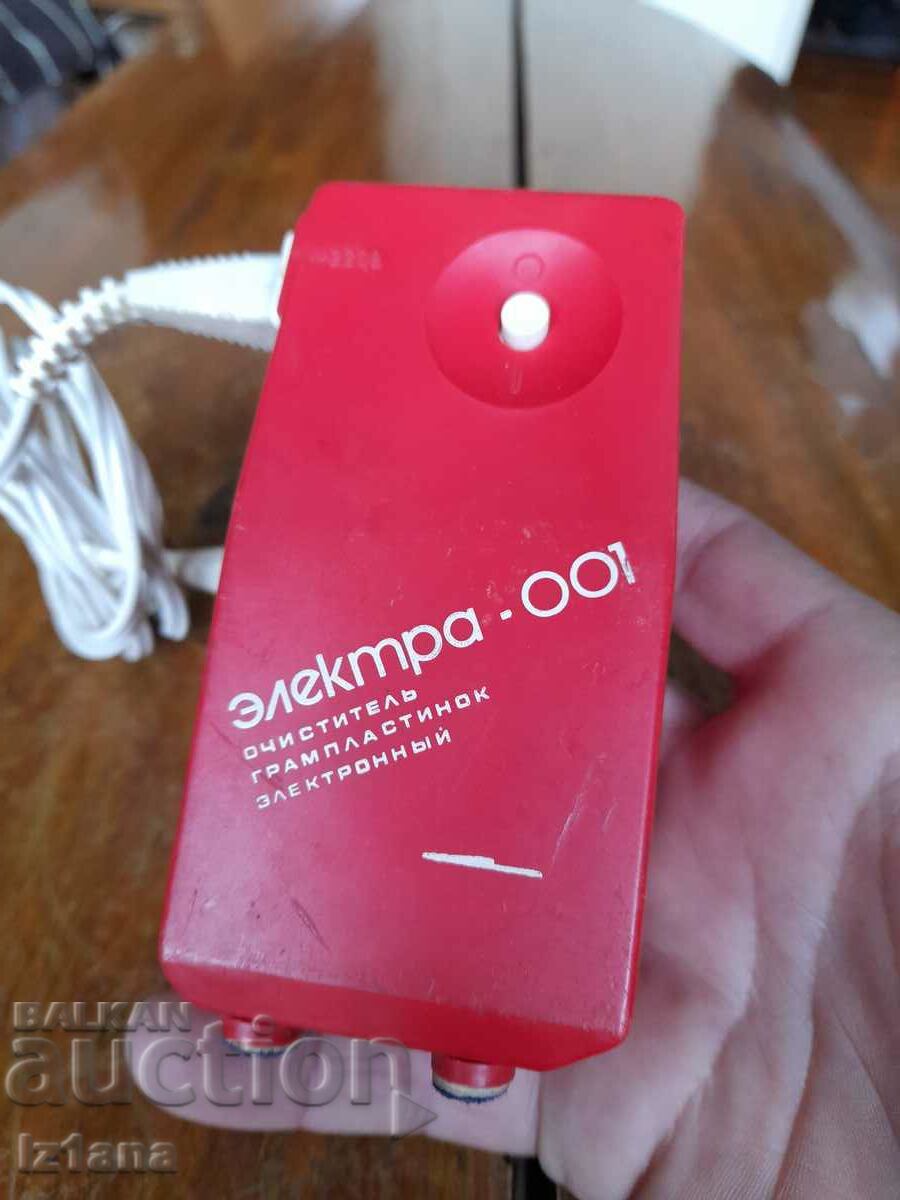 электра · 001
ОЧИСТИТЕЛЬ
ГРАМПЛАСТИНОК
ЭЛЕКТРОННЫЙ
BALKAN
auction
Iz1ana